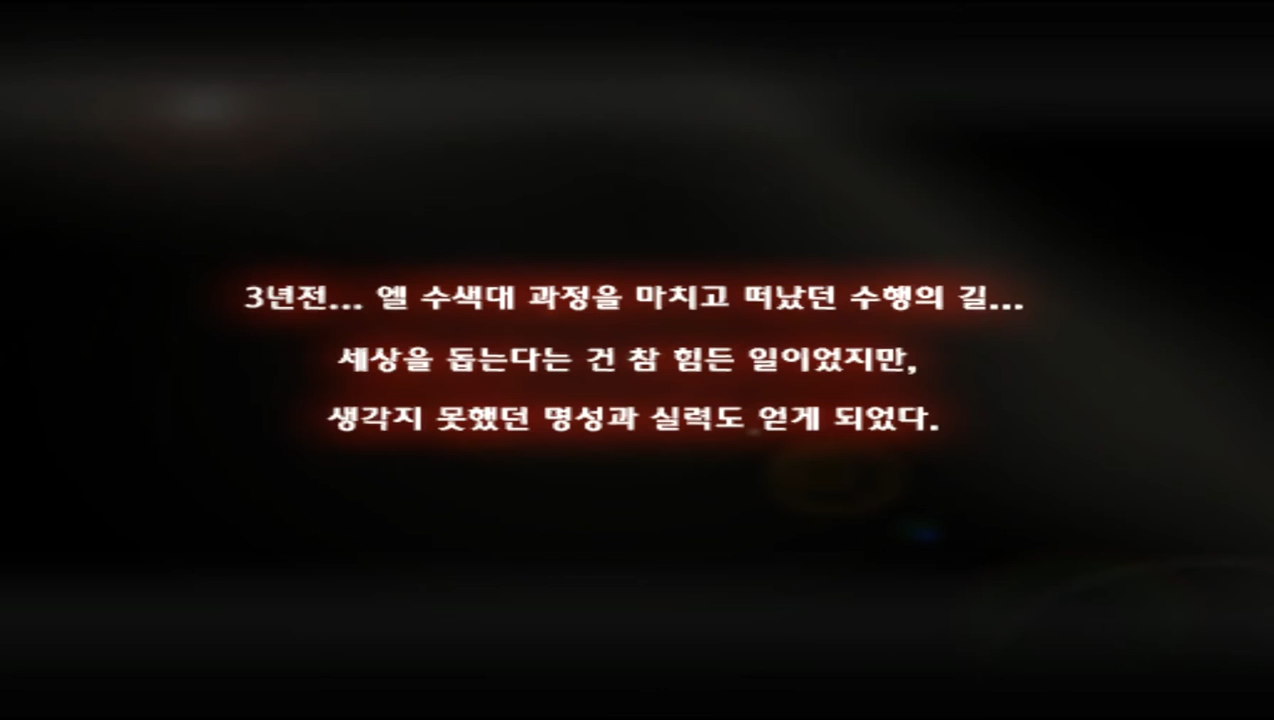 3년전... 엘 수색대 과정을 마치고 떠났던 수행의 길...
세상을 돕는다는 건 참 힘든 일이었지만,
생각지 못했던 명성과 실력도 얻게 되었다.